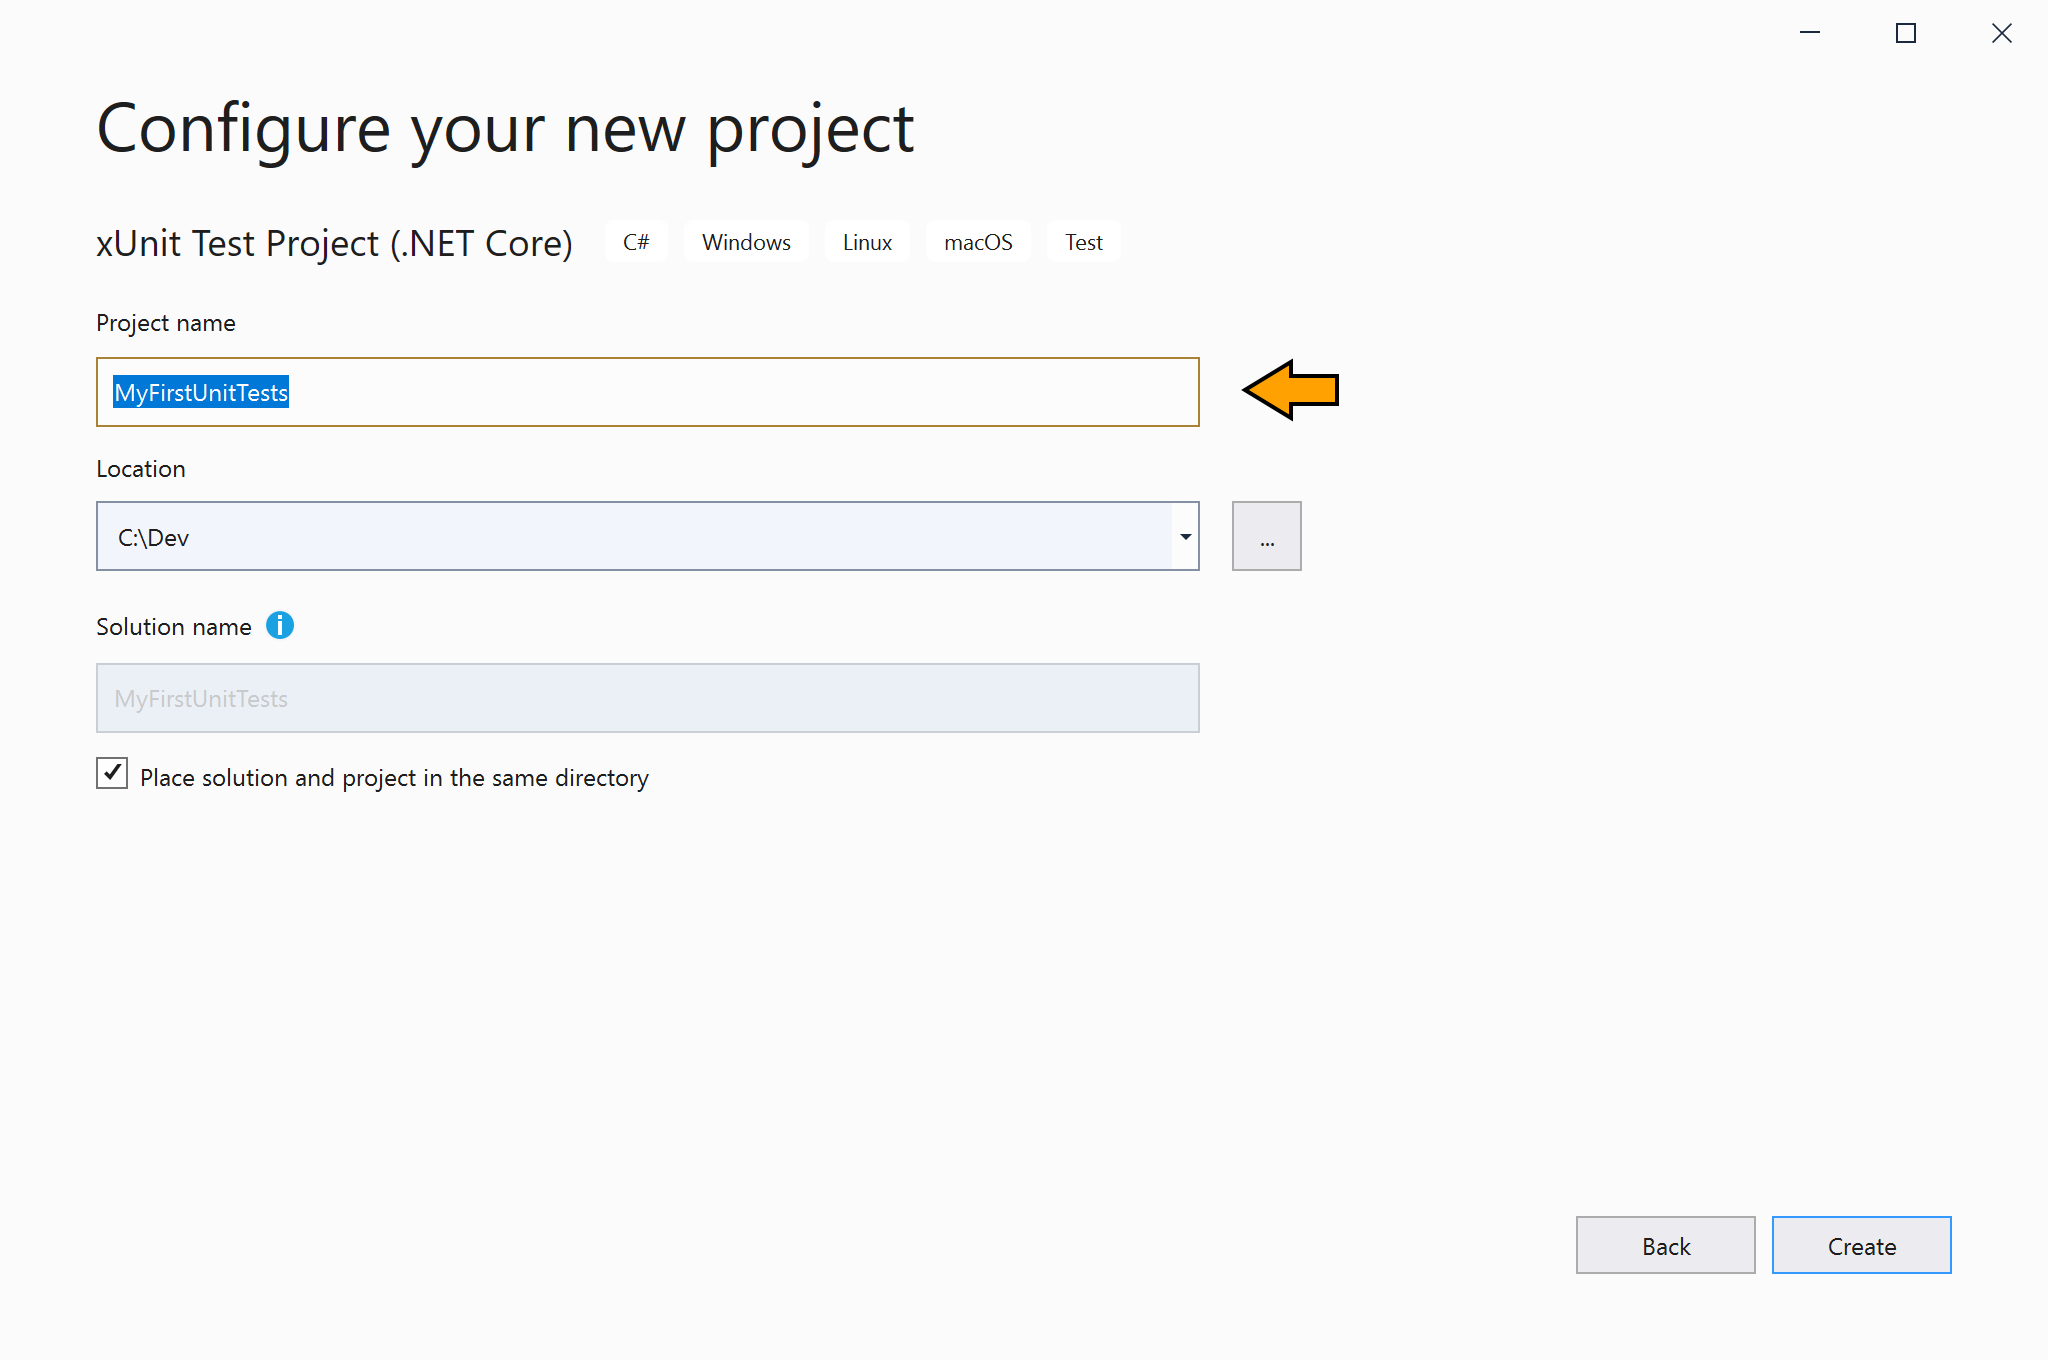 Configure your new project
xUnit Test Project (.NET Core) C# Windows Linux macOS Test
Project name
MyFirstUnitTests
Location
C:\Dev
...
Solution name
MyFirstUnitTests
Place solution and project in the same directory
Back Create